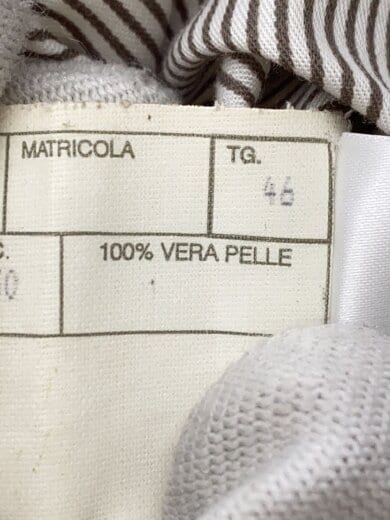 MATRICOLA
TG.
46
100% VERA PELLE